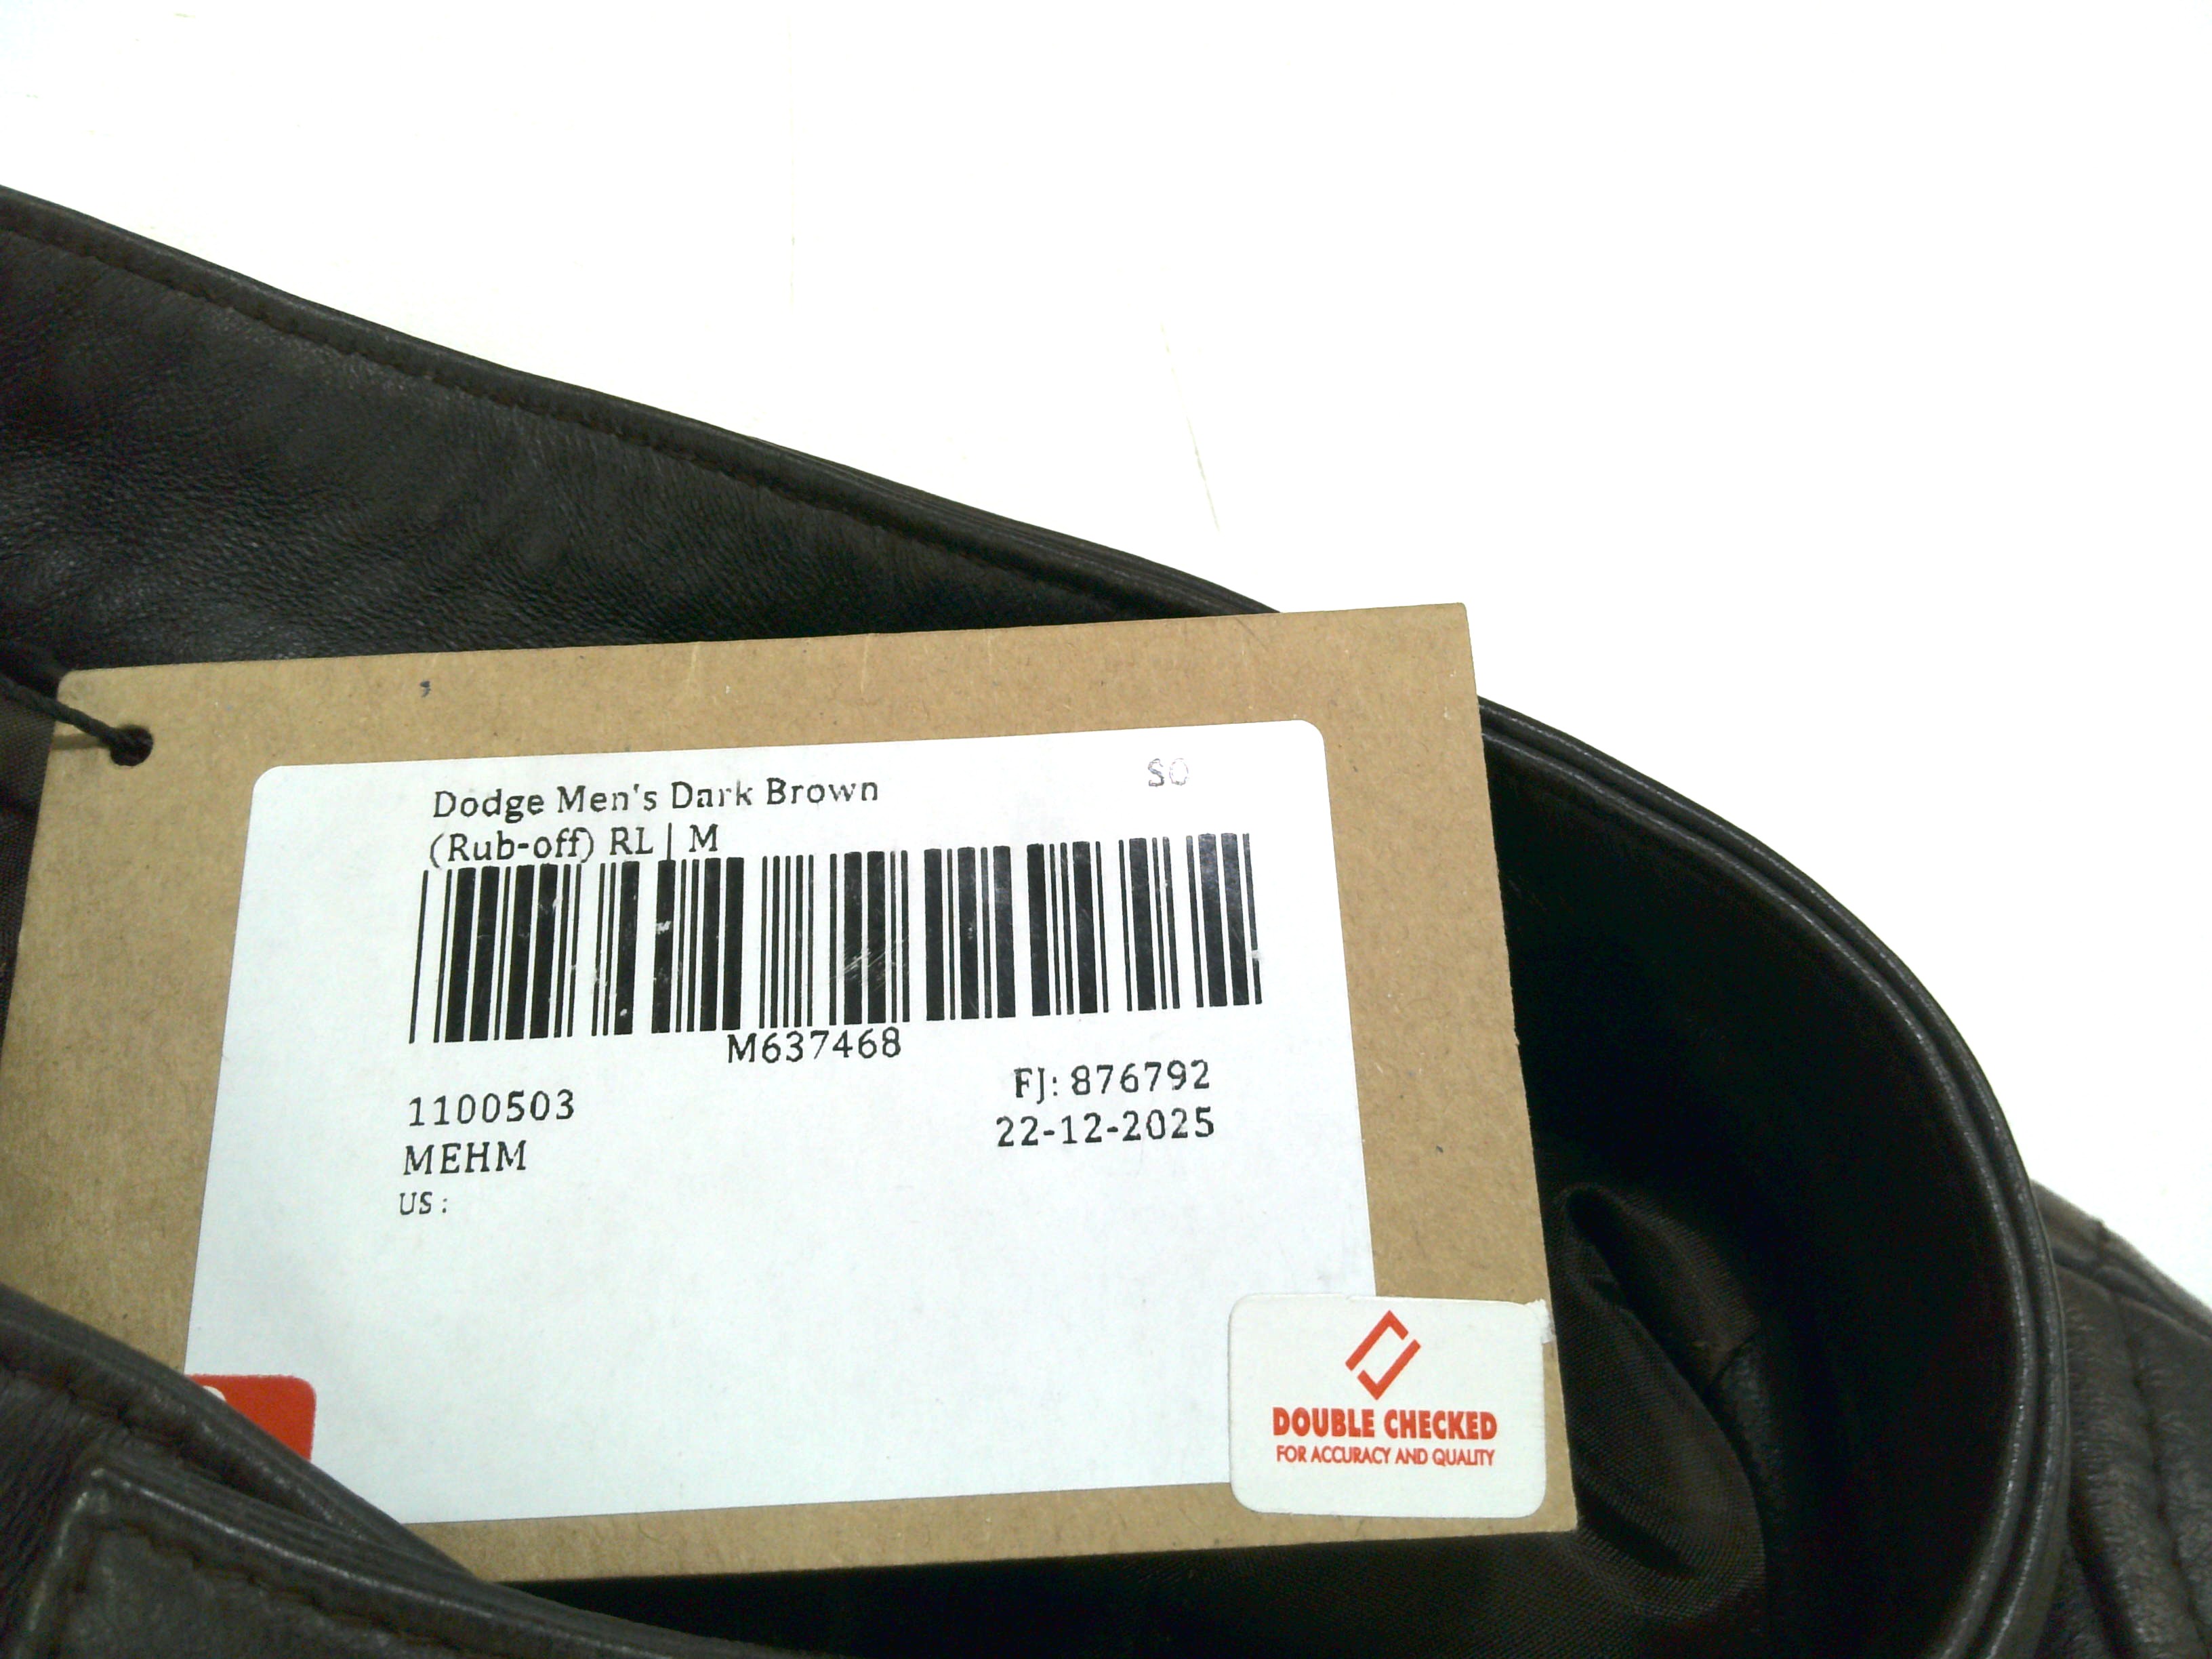 SO
Dodge Men's Dark Brown
(Rub-off) RL | M
M637468
1100503
FJ: 876792
MEHM
22-12-2025
US :
DOUBLE CHECKED
FOR ACCURACY AND QUALITY